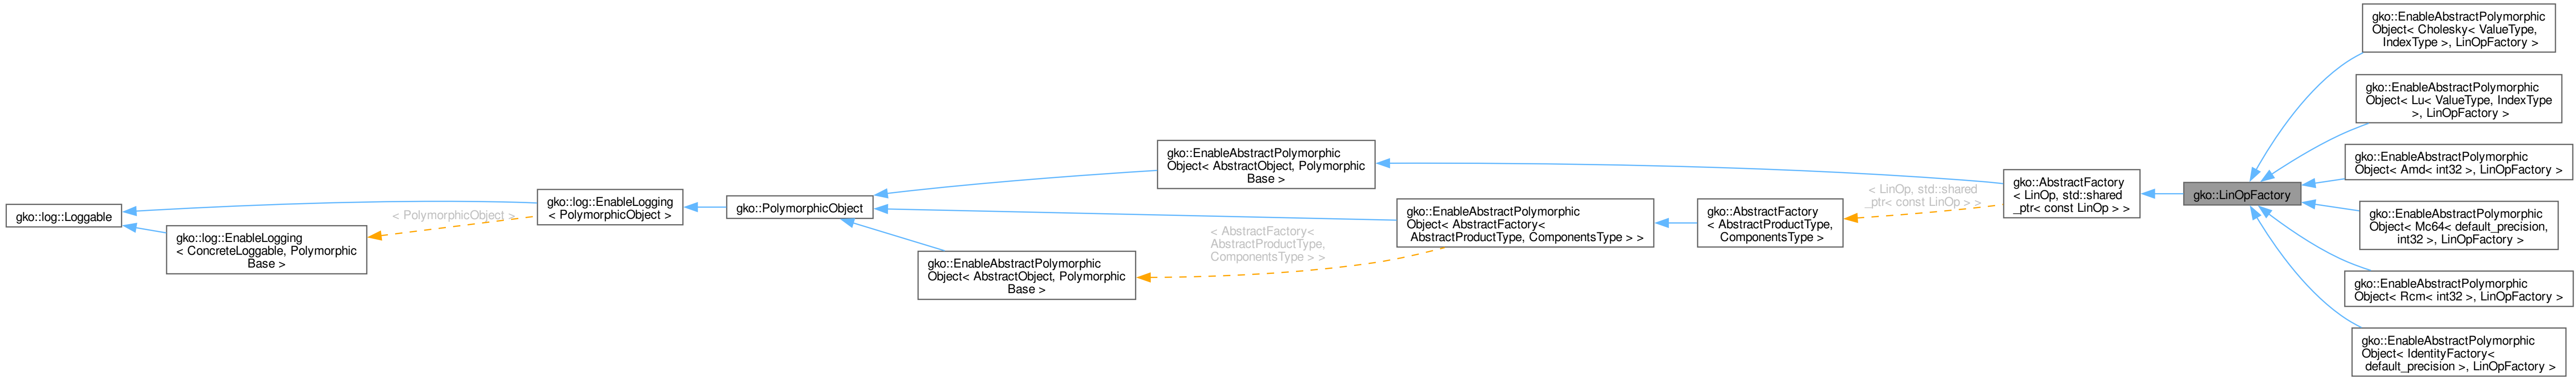 gko::log::Loggable
gko::log::EnableLogging
< ConcreteLoggable, Polymorphic
Base >
< PolymorphicObject >
gko::log::EnableLogging
< PolymorphicObject >
gko::PolymorphicObject
gko::EnableAbstractPolymorphic
Object< AbstractObject, Polymorphic
Base >
gko::EnableAbstractPolymorphic
Object< AbstractObject, Polymorphic
Base >
< AbstractFactory<
AbstractProductType,
ComponentsType > >
gko::EnableAbstractPolymorphic
Object< AbstractFactory<
AbstractProductType, ComponentsType > >
gko::AbstractFactory
< AbstractProductType,
ComponentsType >
< LinOp, std::shared
_ptr< const LinOp > >
gko::AbstractFactory
< LinOp, std::shared
_ptr< const LinOp > >
gko::LinOpFactory
gko::EnableAbstractPolymorphic
Object< Cholesky< ValueType,
IndexType >, LinOpFactory >
gko::EnableAbstractPolymorphic
Object< Lu< ValueType, IndexType
>, LinOpFactory >
gko::EnableAbstractPolymorphic
Object< Amd< int32 >, LinOpFactory >
gko::EnableAbstractPolymorphic
Object< Mc64< default_precision,
int32 >, LinOpFactory >
gko::EnableAbstractPolymorphic
Object< Rcm< int32 >, LinOpFactory >
gko::EnableAbstractPolymorphic
Object< IdentityFactory<
default_precision >, LinOpFactory >